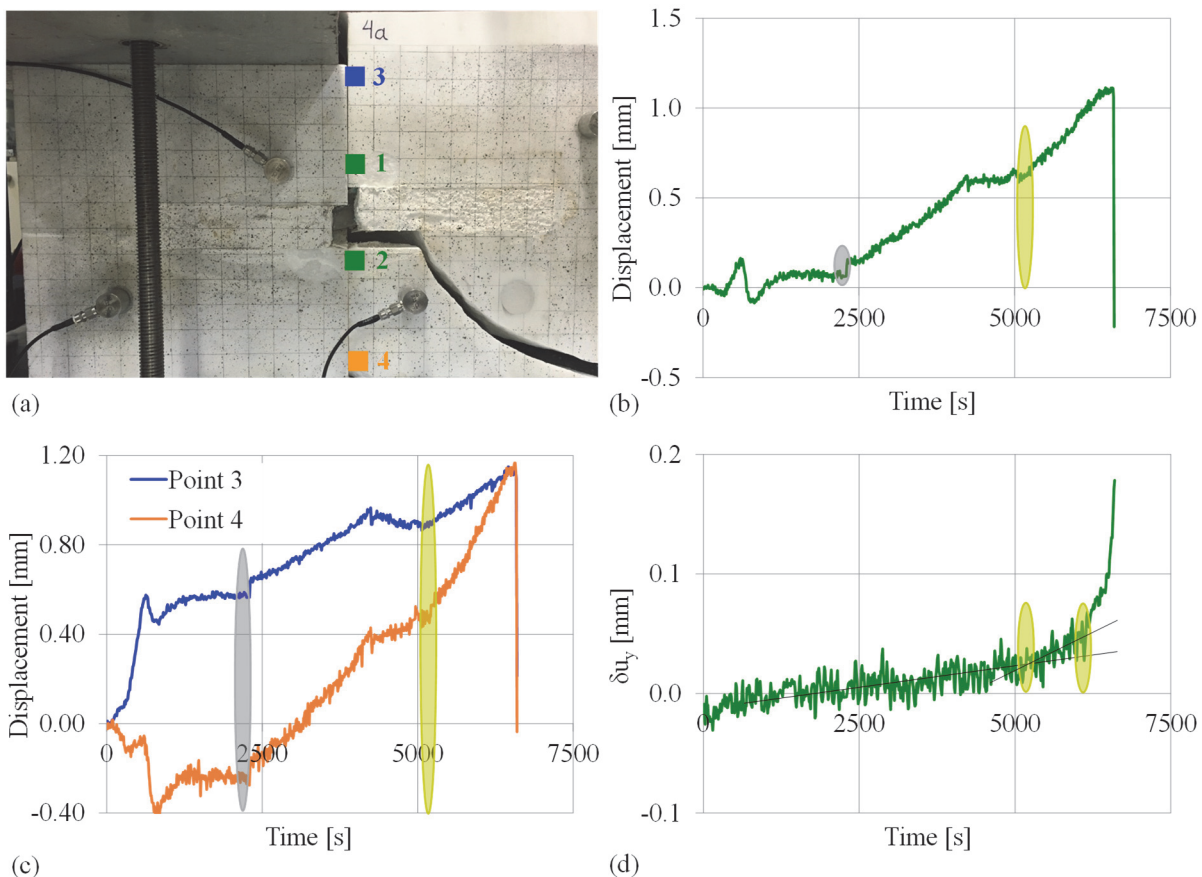 4a
3
1
2
4
(a)
1.5
1.0
0.5
0.0
-0.5
0
2500
5000
7500
Displacement [mm]
Time [s]
(b)
1.20
0.80
0.40
0.00
-0.40
Point 3
Point 4
0
2500
5000
7500
Displacement [mm]
Time [s]
(c)
0.2
0.1
0.0
-0.1
0
2500
5000
7500
δuy [mm]
Time [s]
(d)